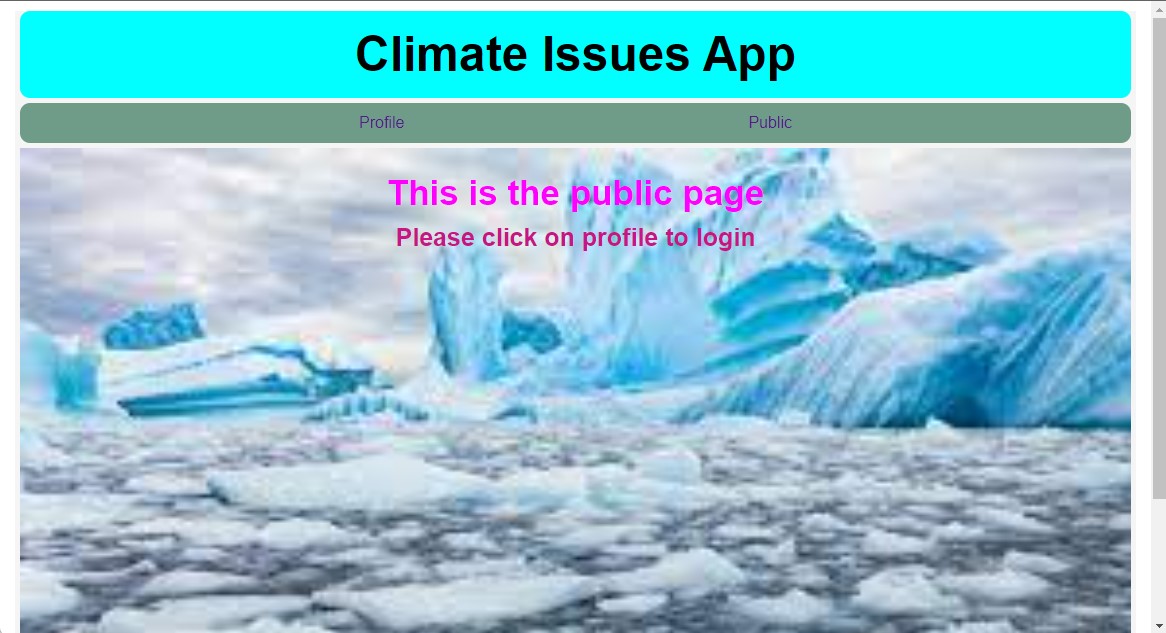 Climate Issues App
Profile Public
This is the public page
Please click on profile to login